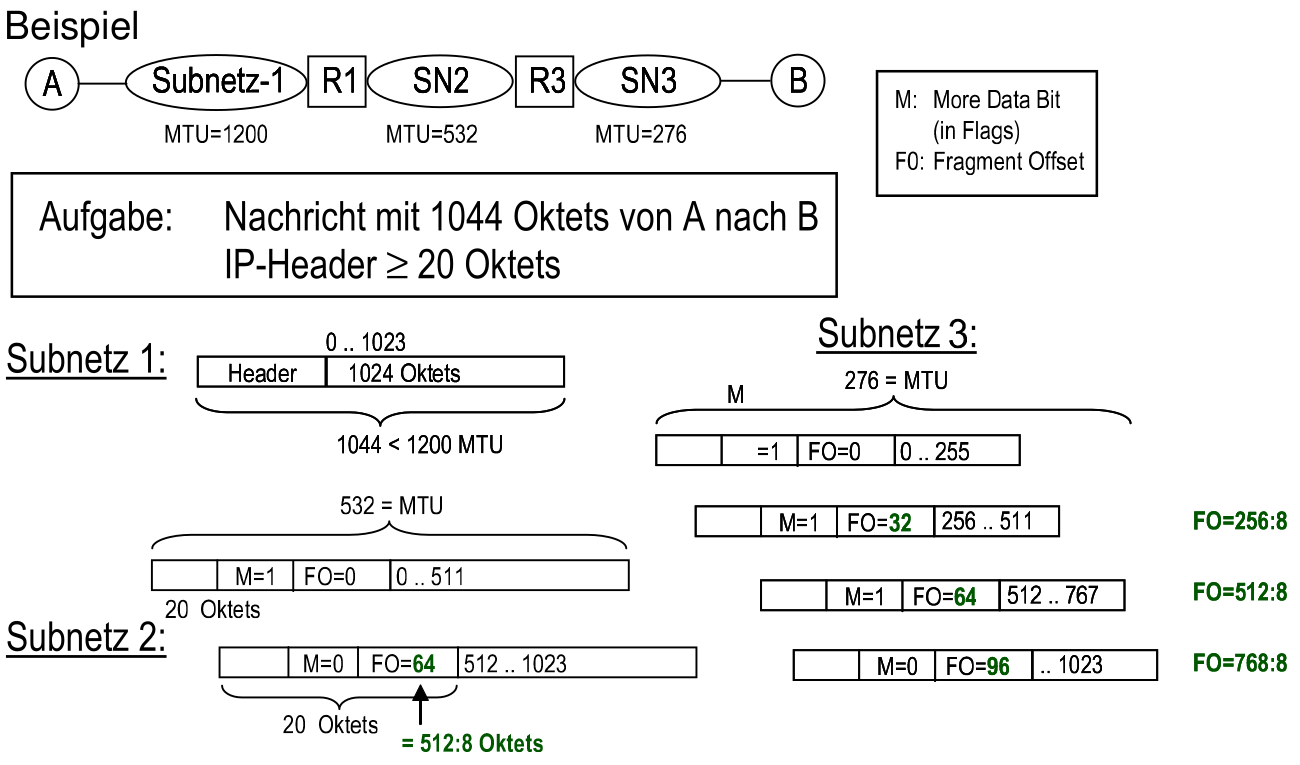 Beispiel
A Subnetz-1 R1 SN2 R3 SN3 B
MTU=1200 MTU=532 MTU=276
M: More Data Bit
(in Flags)
F0: Fragment Offset
Aufgabe: Nachricht mit 1044 Oktets von A nach B
IP-Header ≥ 20 Oktets
Subnetz 1:
0 .. 1023
Header 1024 Oktets
1044 < 1200 MTU
532 = MTU
M=1 FO=0 0 .. 511
20 Oktets
Subnetz 2:
M=0 FO=64 512 .. 1023
20 Oktets
= 512:8 Oktets
Subnetz 3:
276 = MTU
M
=1 FO=0 0 .. 255
M=1 FO=32 256 .. 511 FO=256:8
M=1 FO=64 512 .. 767 FO=512:8
M=0 FO=96 .. 1023 FO=768:8